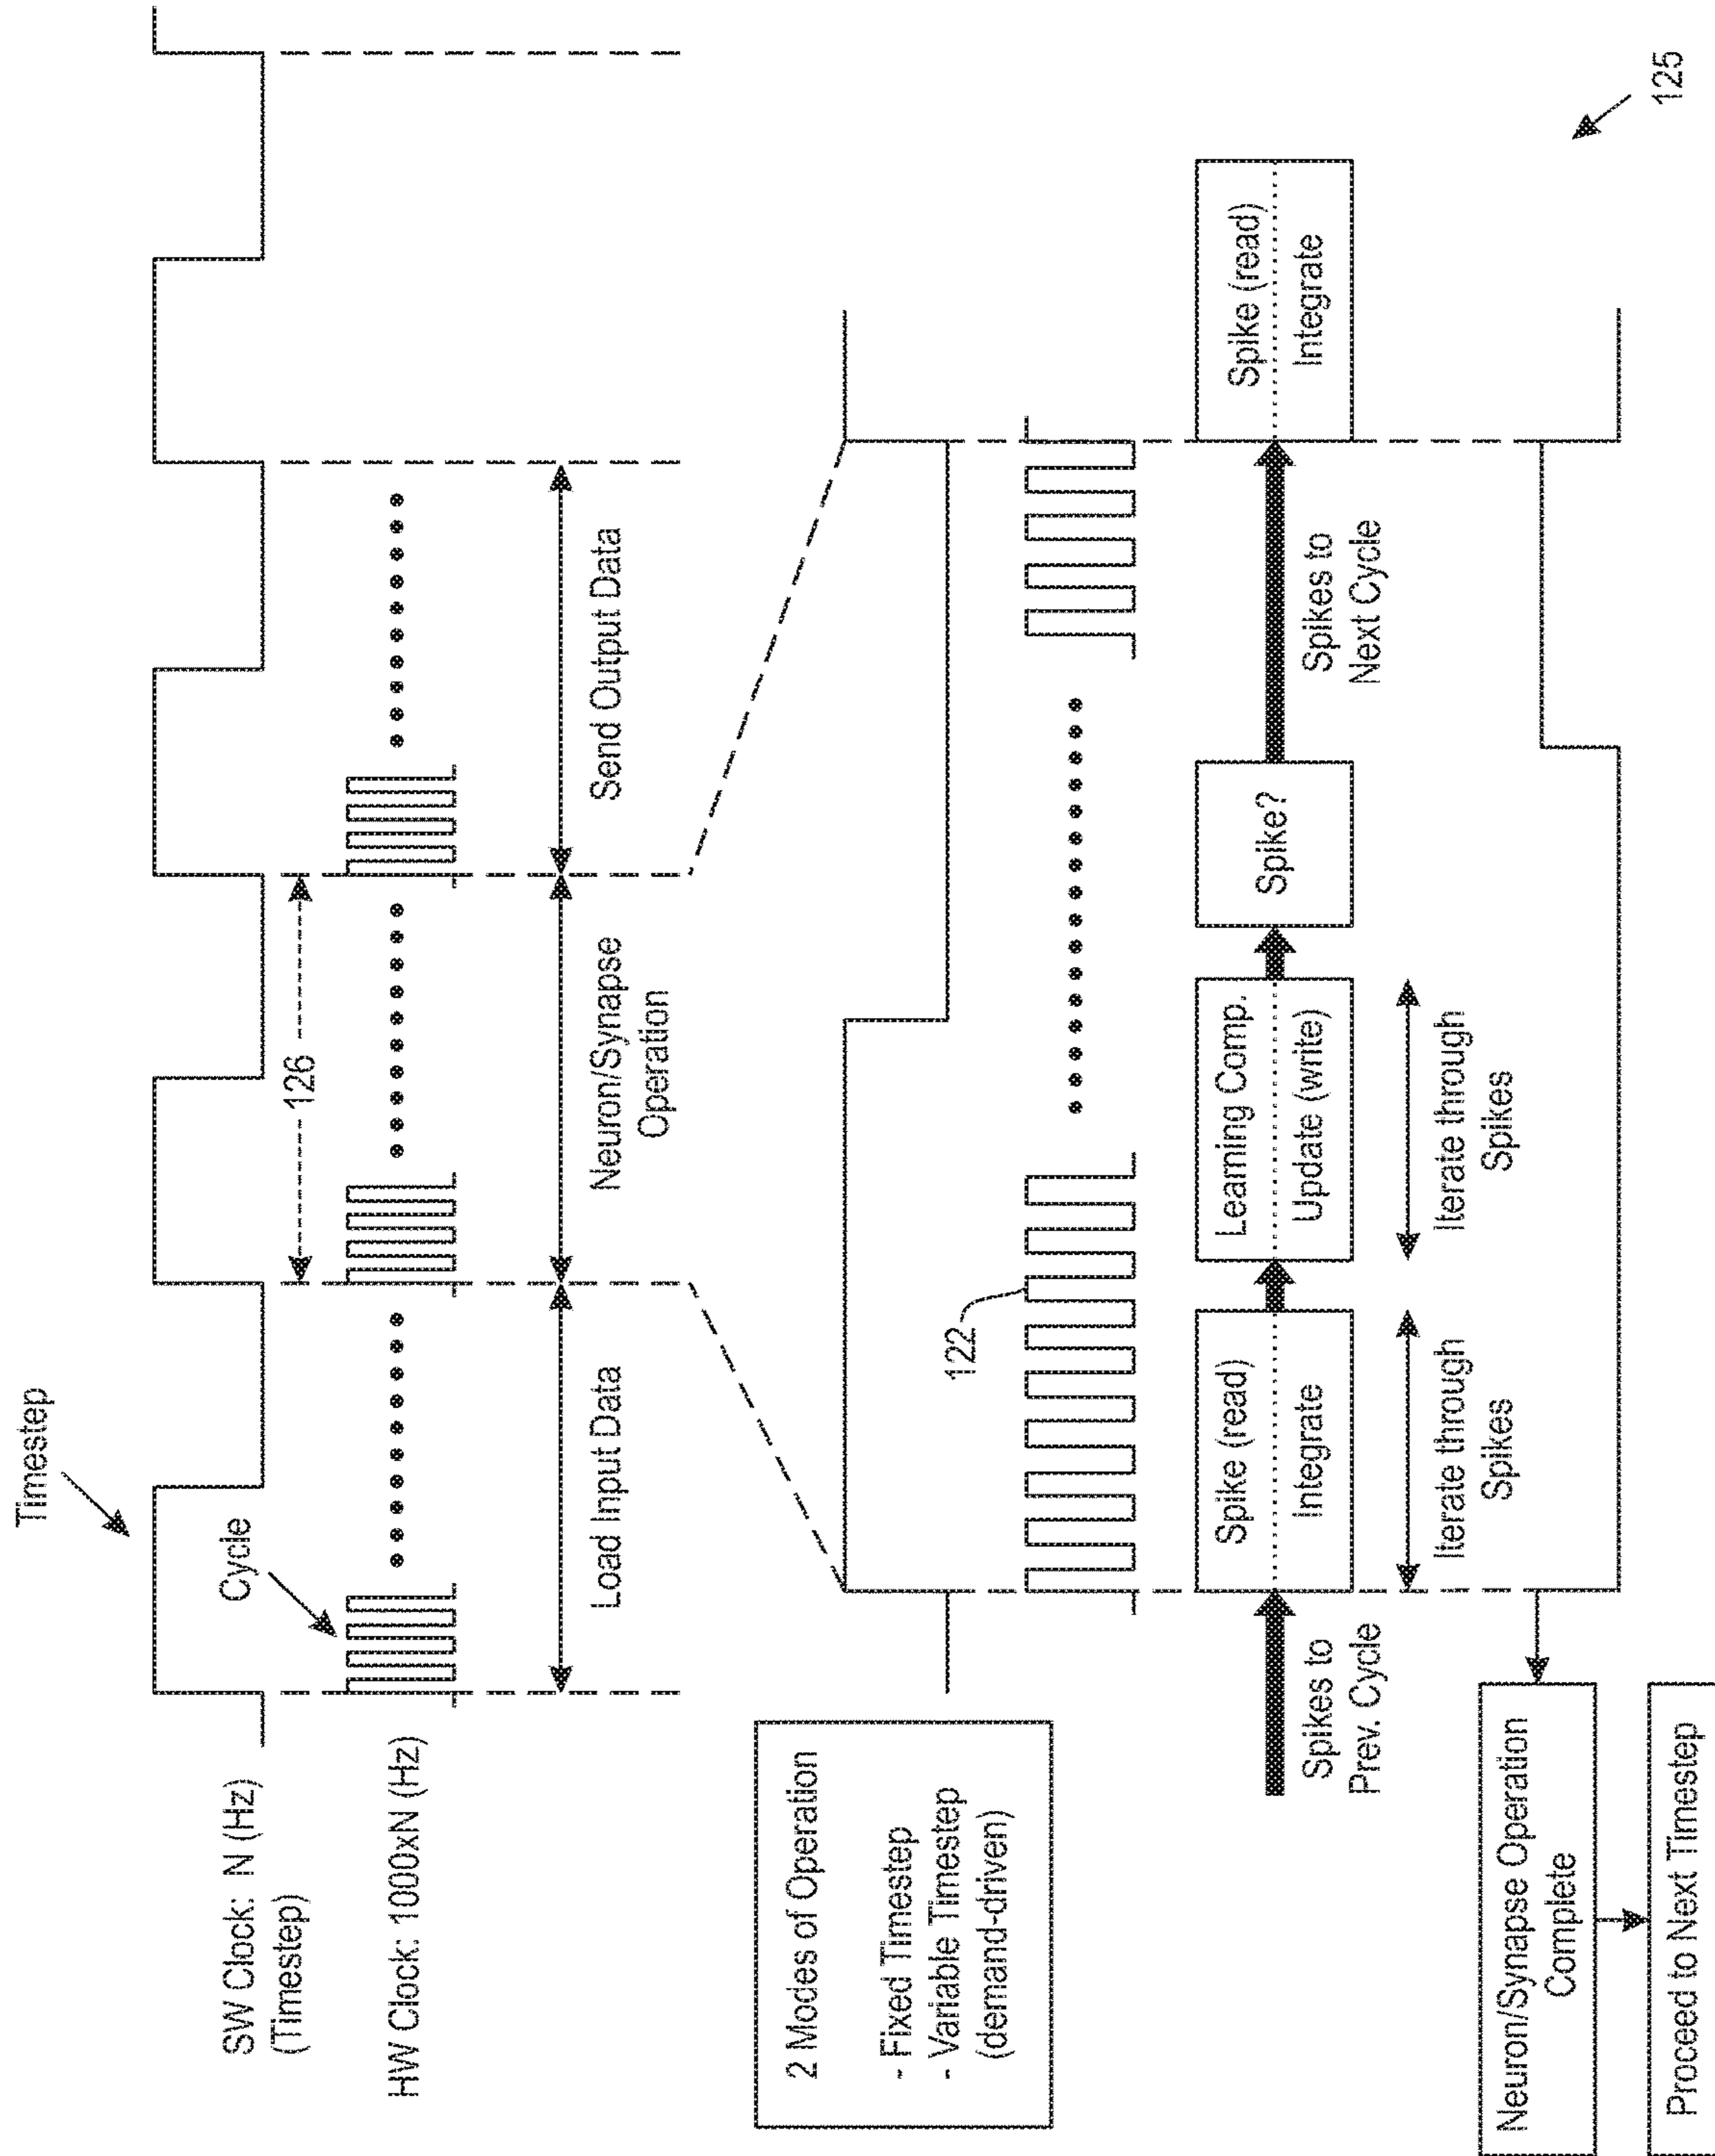 Timestep
SW Clock: N (Hz)
(Timestep)
Cycle
126
HW Clock: 1000xN (Hz)
Load Input Data
Neuron/Synapse
Operation
Send Output Data
2 Modes of Operation
- Fixed Timestep
- Variable Timestep
(demand-driven)
122
Spikes to
Prev. Cycle
Spike (read)
Integrate
Learning Comp.
Update (write)
Spike?
Spikes to
Next Cycle
Spike (read)
Integrate
Iterate through
Spikes
Iterate through
Spikes
Neuron/Synapse Operation
Complete
Proceed to Next Timestep
125